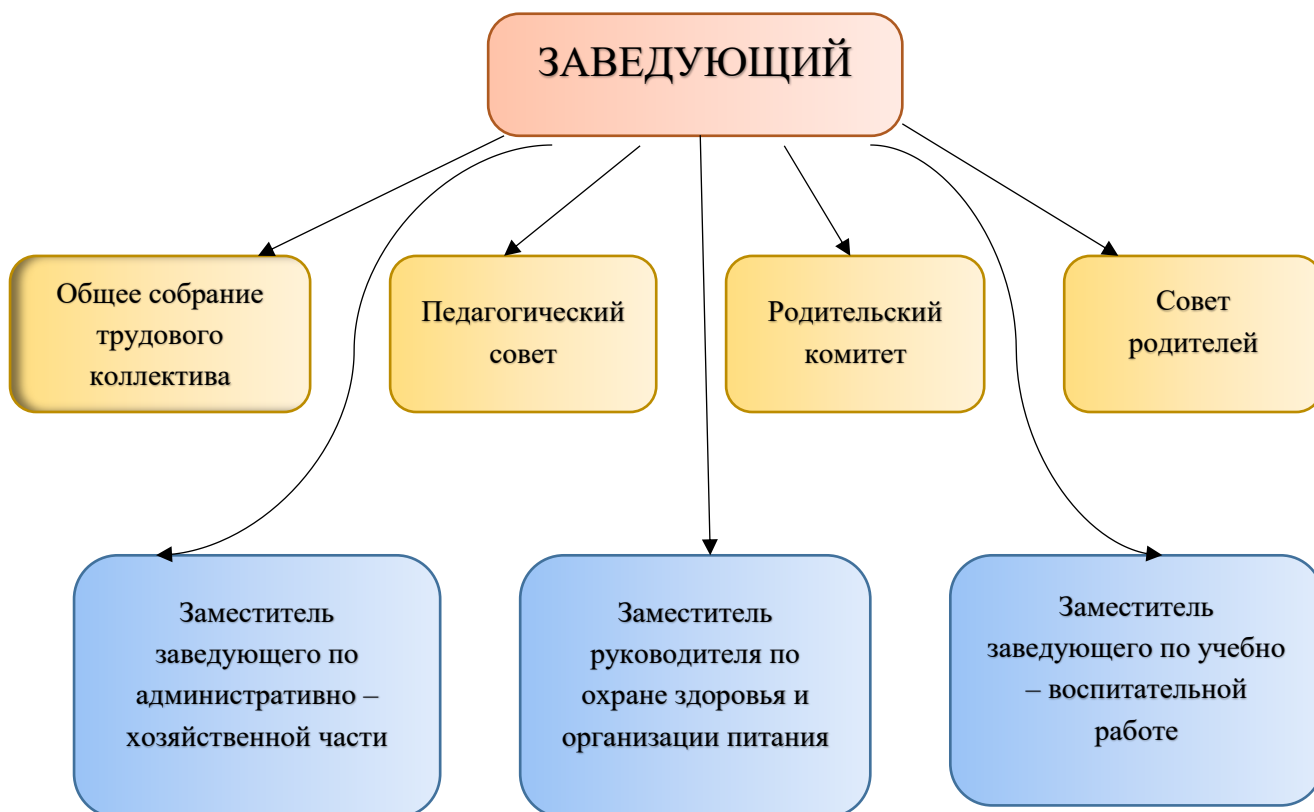 ЗАВЕДУЮЩИЙ
Общее собрание
трудового
коллектива
Педагогический
совет
Родительский
комитет
Совет
родителей
Заместитель
заведующего по
административно –
хозяйственной части
Заместитель
руководителя по
охране здоровья и
организации питания
Заместитель
заведующего по учебно
– воспитательной
работе